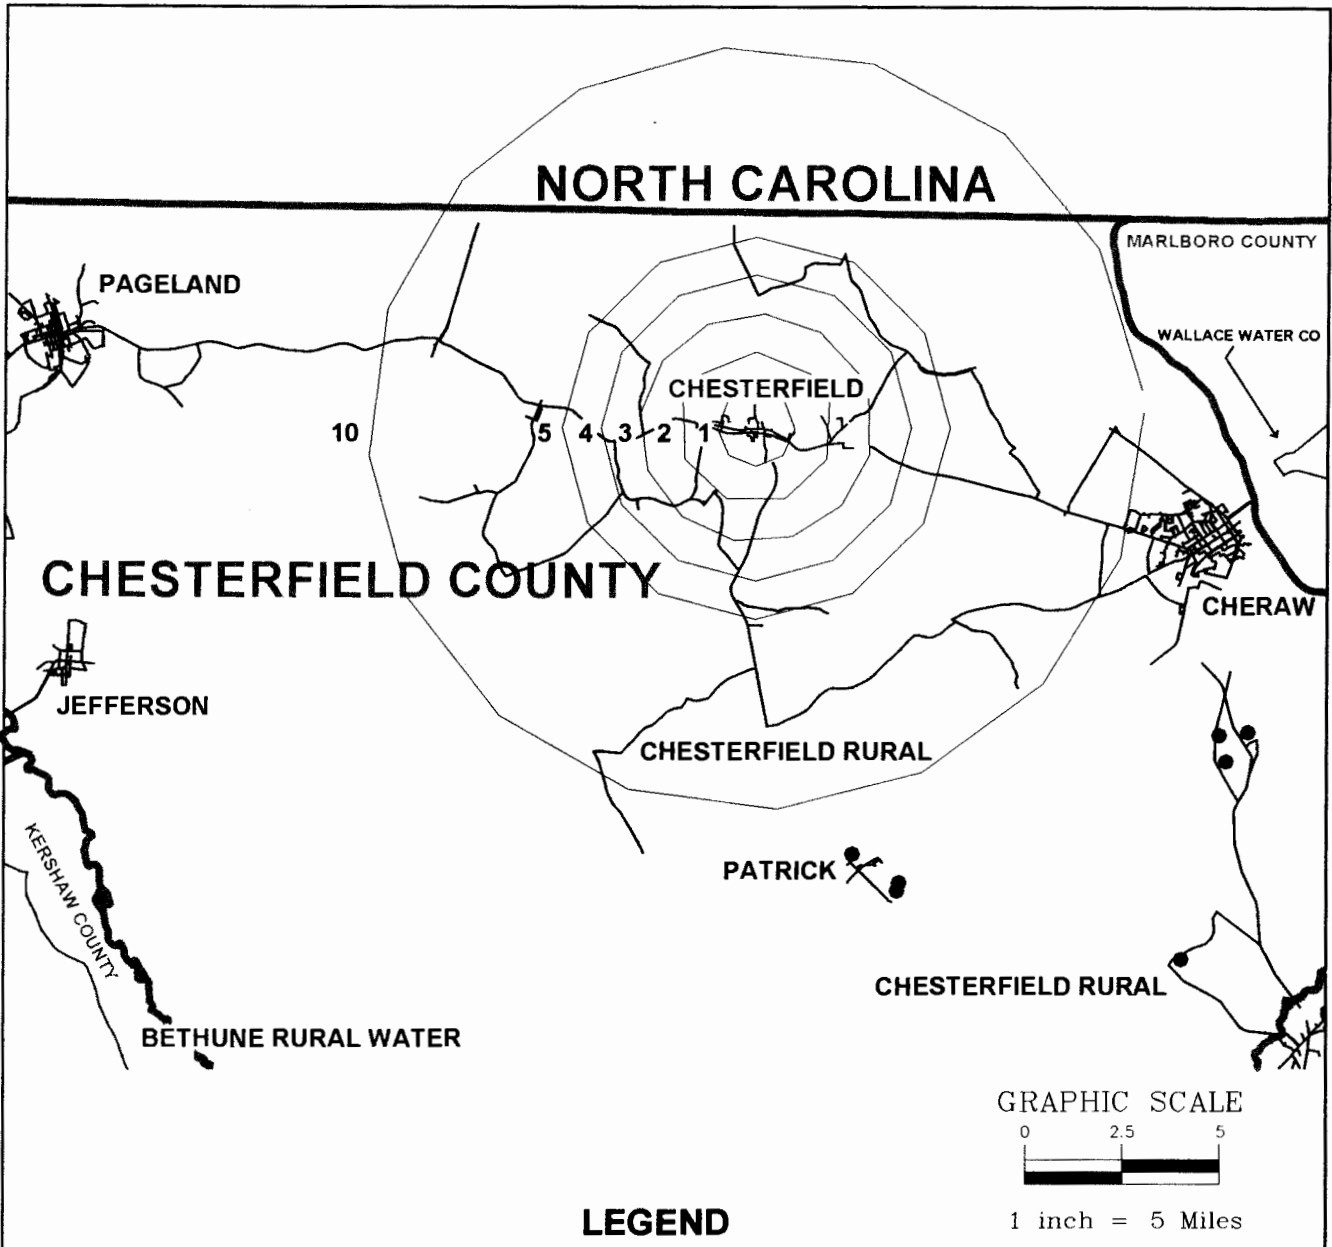 NORTH CAROLINA
MARLBORO COUNTY
PAGELAND
WALLACE WATER CO
CHESTERFIELD
10 5 4 3 2 1
CHESTERFIELD COUNTY
CHERAW
JEFFERSON
CHESTERFIELD RURAL
KERSHAW COUNTY
PATRICK
CHESTERFIELD RURAL
BETHUNE RURAL WATER
GRAPHIC SCALE
0 2.5 5
1 inch = 5 Miles
LEGEND